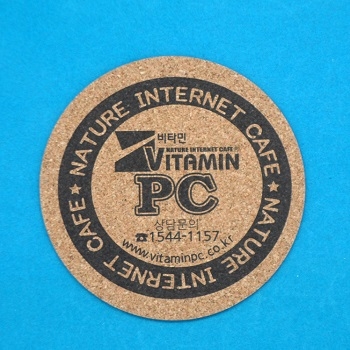 NATURE INTERNET CAFE ★ NATURE INTERNET CAFE ★
비타민
NATURE INTERNET CAFE
VITAMIN
PC
상담문의
☎1544-1157
www.vitaminpc.co.kr